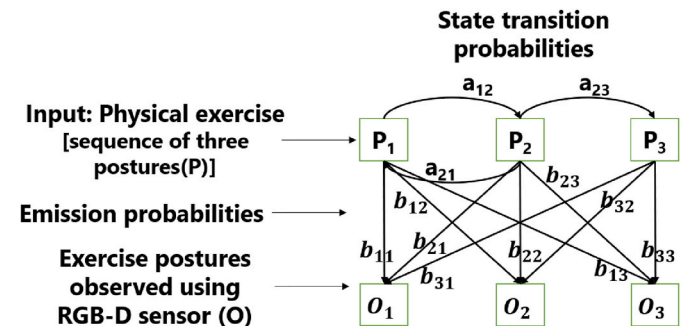 State transition
probabilities
a₁₂
a₂₃
Input: Physical exercise
[sequence of three
postures(P)]
P₁
P₂
P₃
a₂₁
b₂₃
b₁₂
b₃₂
Emission probabilities
b₁₁
b₂₁
b₂₂
b₃₃
b₃₁
b₁₃
Exercise postures
observed using
RGB-D sensor (O)
O₁
O₂
O₃